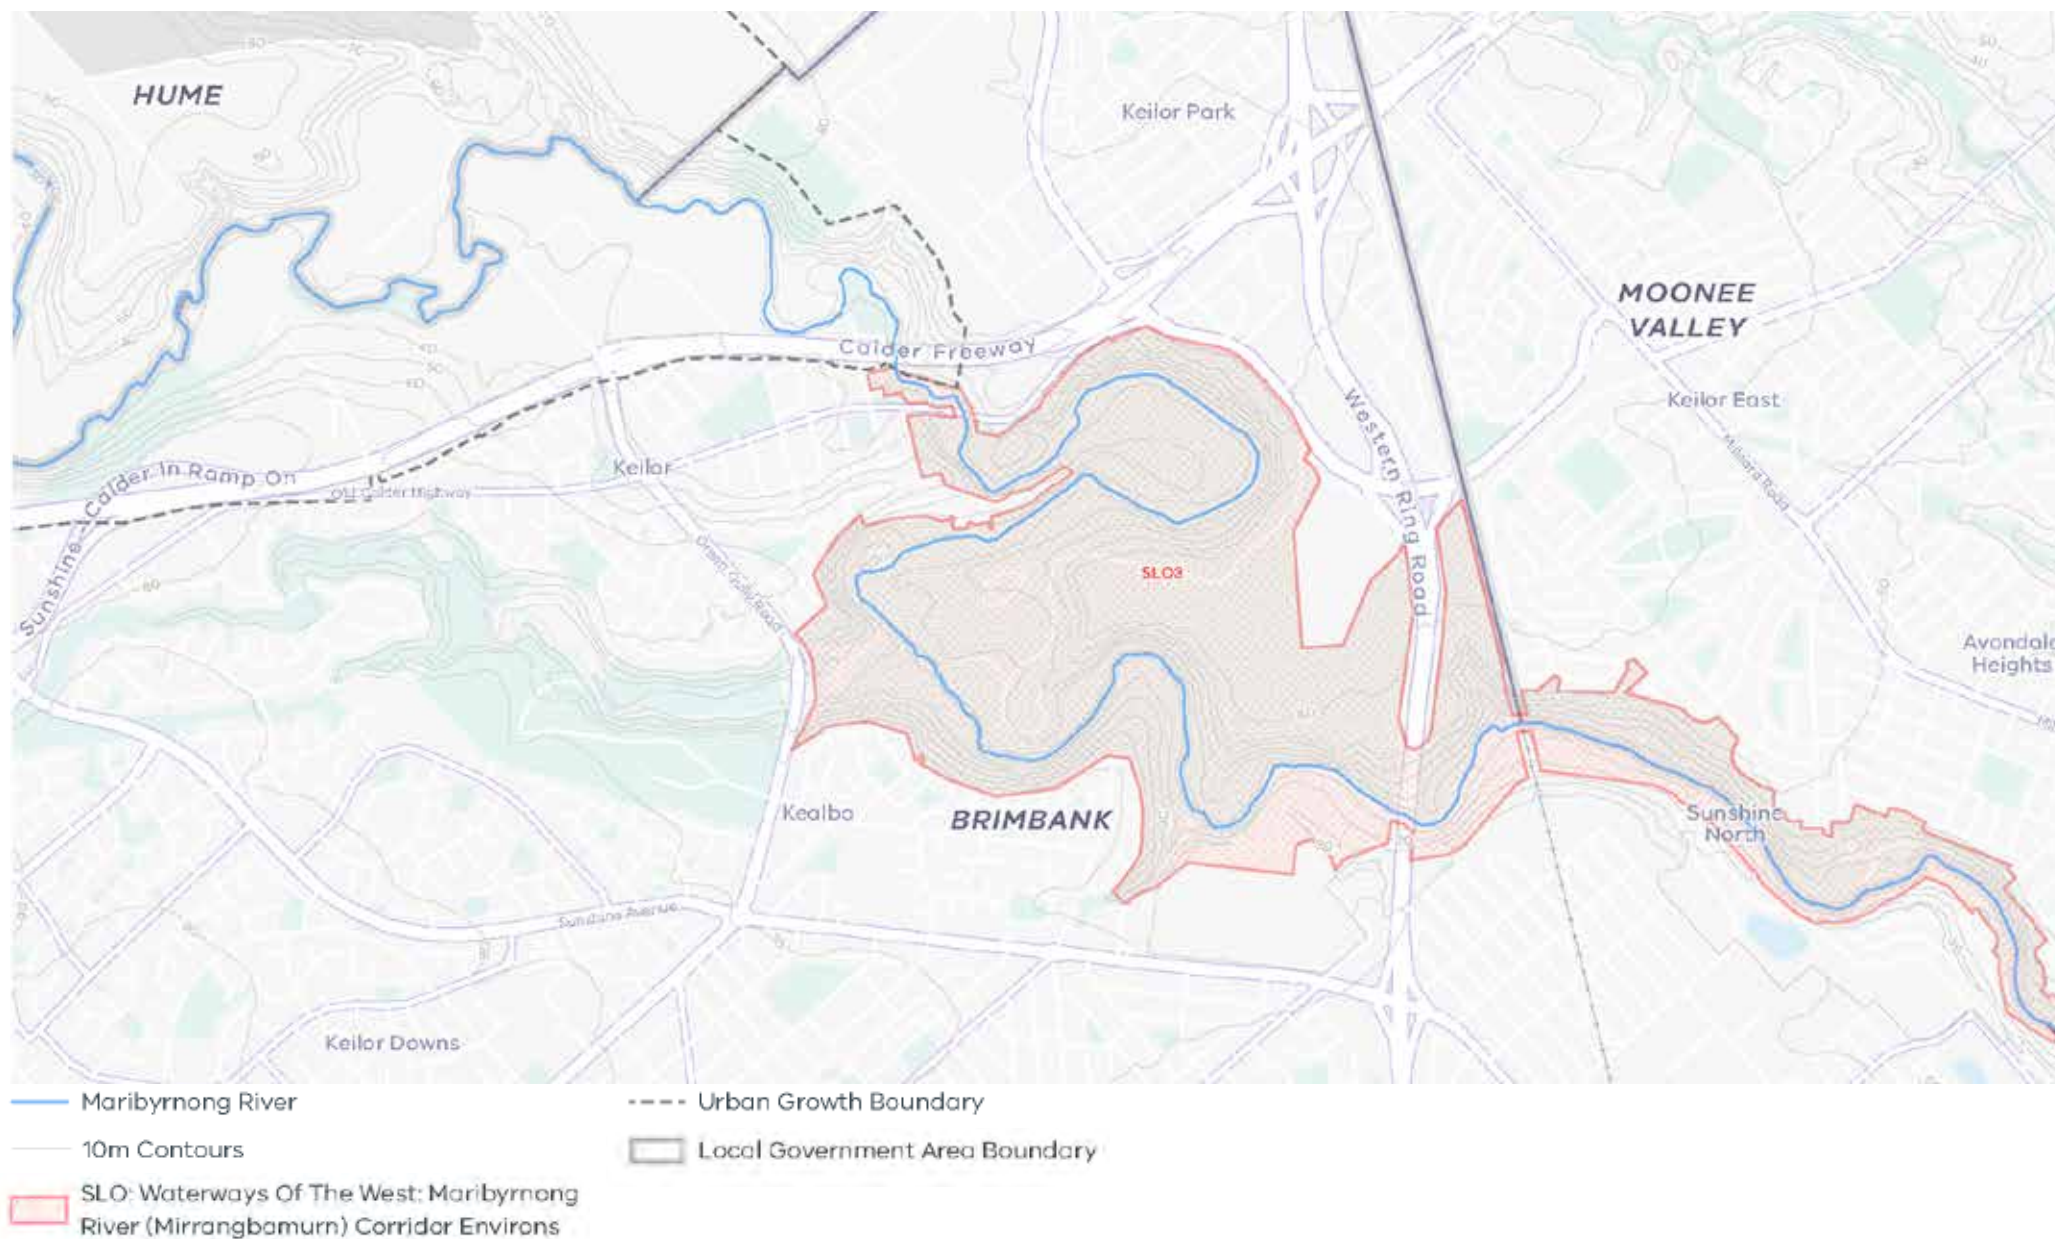 HUME
Keilor Park
MOONEE
VALLEY
Calder Freeway
Keilor East
Western Ring Road
Milleara Road
Keilor
Sunshine-Calder In Ramp On
Old Calder Highway
Green Gully Road
SLO3
Avondale
Heights
Kealba
BRIMBANK
Sunshine
North
Sunshine Avenue
Keilor Downs
Maribyrnong River
Urban Growth Boundary
10m Contours
Local Government Area Boundary
SLO: Waterways Of The West: Maribyrnong
River (Mirrangbamurn) Corridor Environs